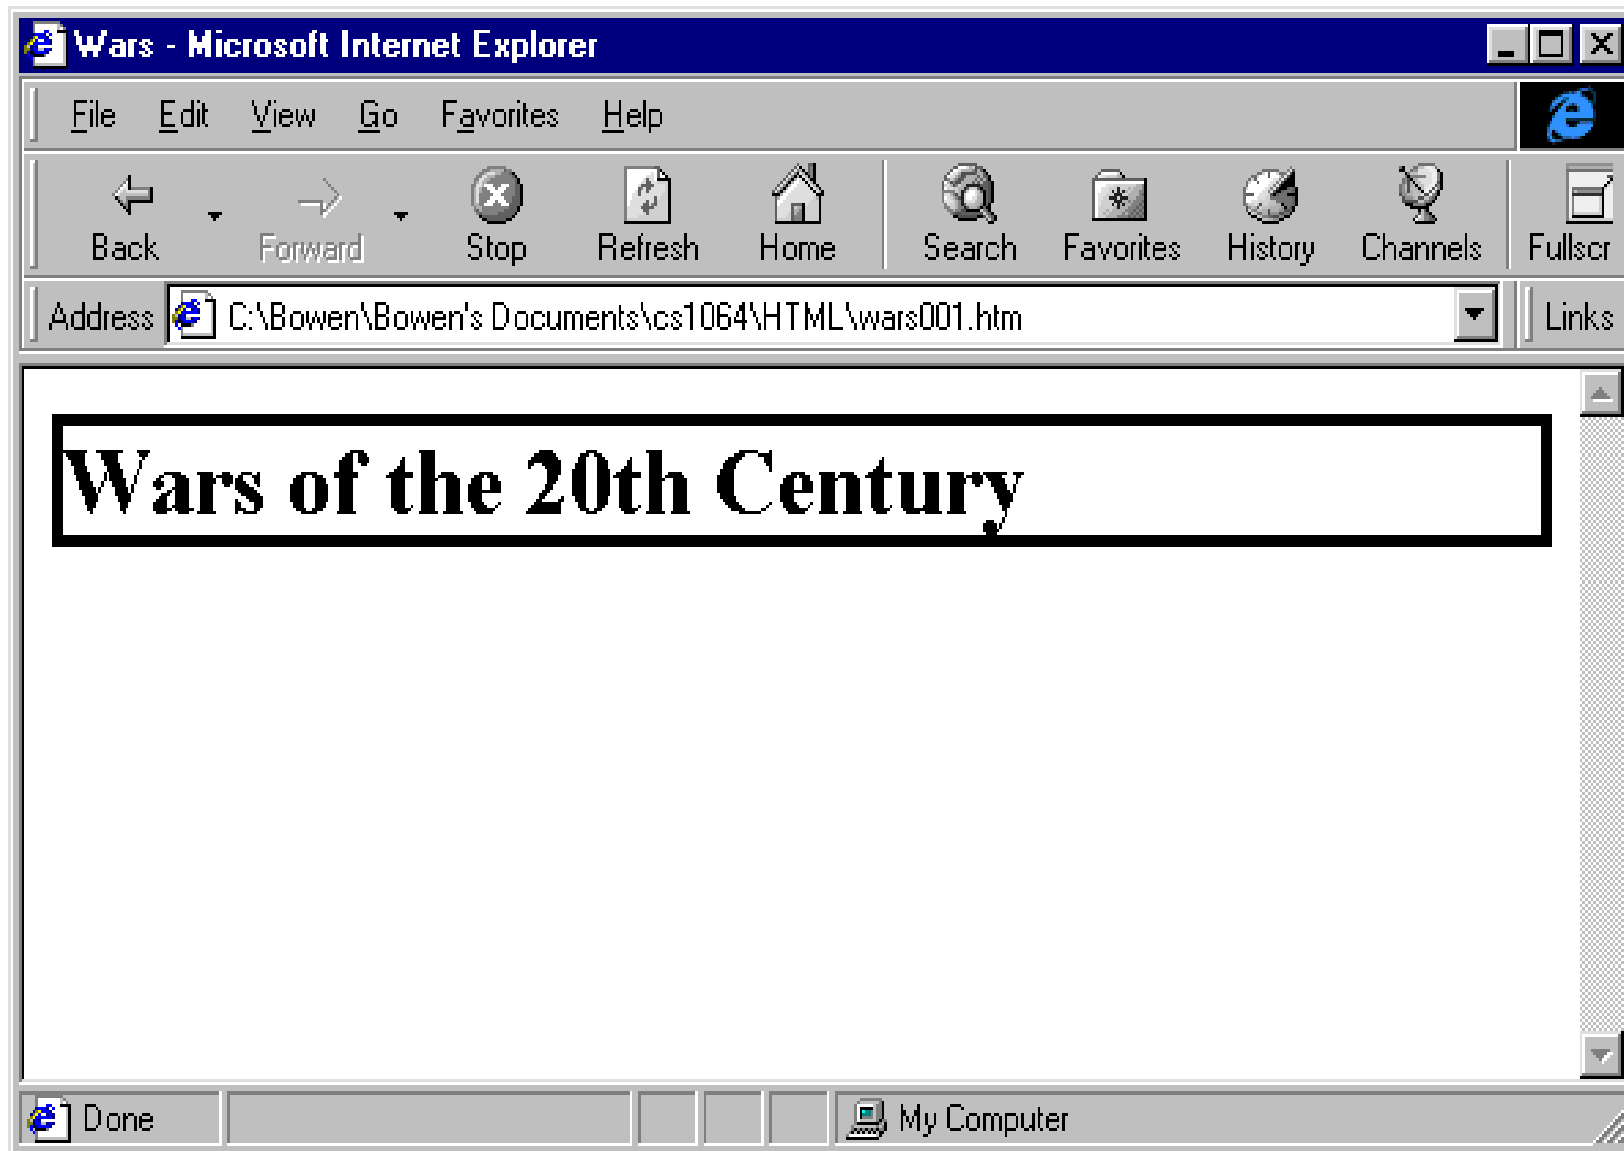 Wars - Microsoft Internet Explorer
File Edit View Go Favorites Help
Back Forward Stop Refresh Home Search Favorites History Channels Fullscr
Address C:\Bowen\Bowen's Documents\cs1064\HTML\wars001.htm Links
Wars of the 20th Century
Done My Computer